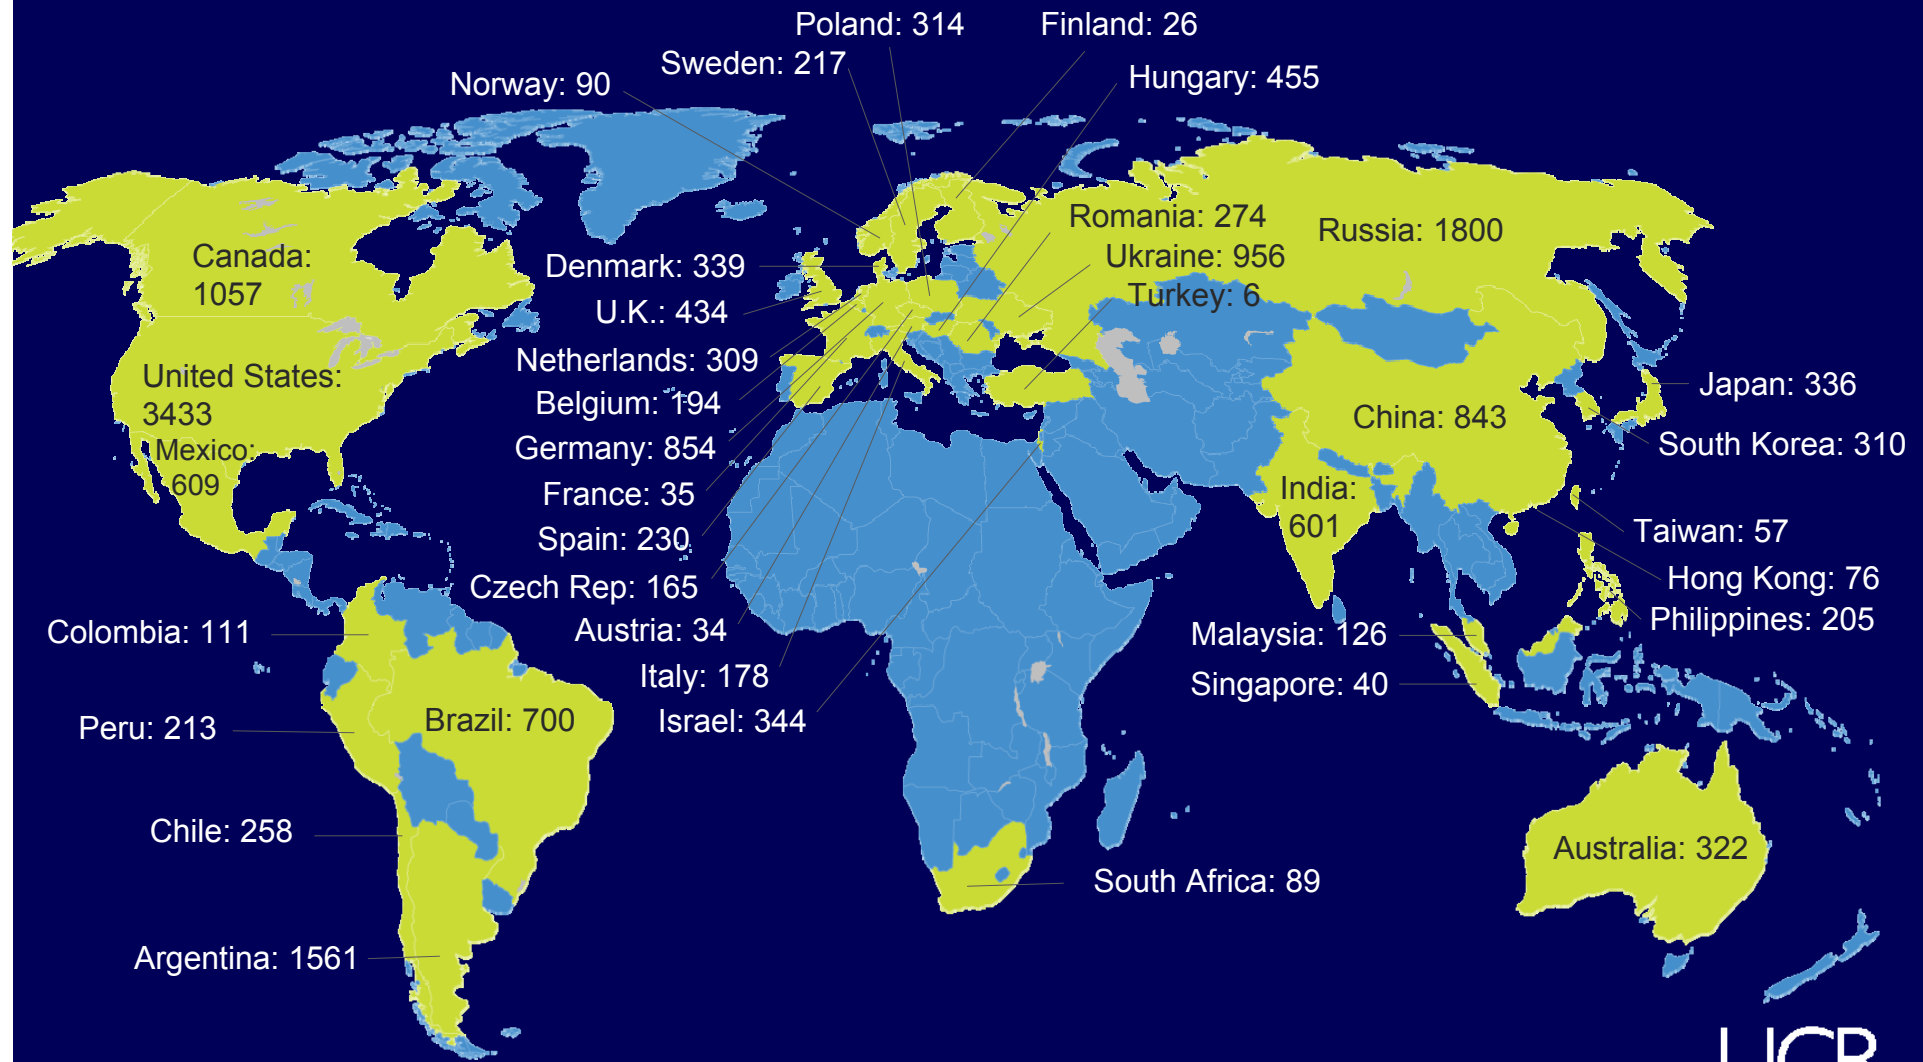 Poland: 314
Finland: 26
Sweden: 217
Hungary: 455
Norway: 90
Romania: 274
Russia: 1800
Canada:
1057
Denmark: 339
Ukraine: 956
Turkey: 6
U.K.: 434
Netherlands: 309
United States:
3433
Japan: 336
Belgium: 194
China: 843
Mexico:
609
Germany: 854
South Korea: 310
France: 35
India:
601
Spain: 230
Taiwan: 57
Czech Rep: 165
Hong Kong: 76
Colombia: 111
Austria: 34
Malaysia: 126
Philippines: 205
Italy: 178
Singapore: 40
Peru: 213
Brazil: 700
Israel: 344
Chile: 258
Australia: 322
South Africa: 89
Argentina: 1561